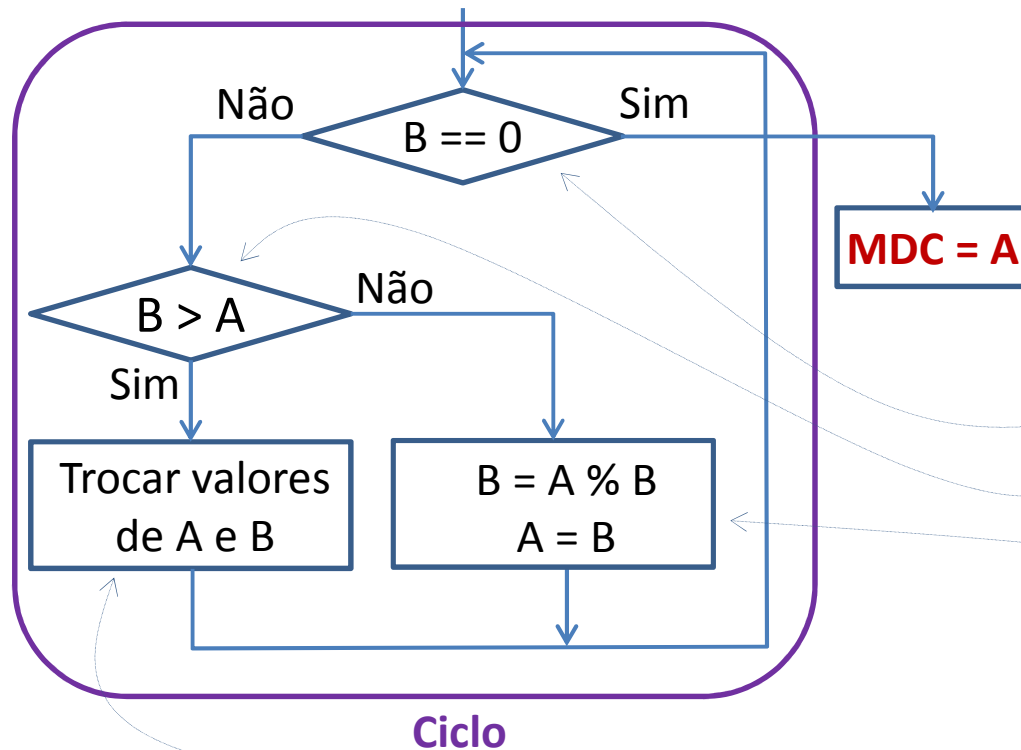 Não
Sim
B == 0
MDC = A
B > A
Não
Sim
Trocar valores
de A e B
B = A % B
A = B
Ciclo